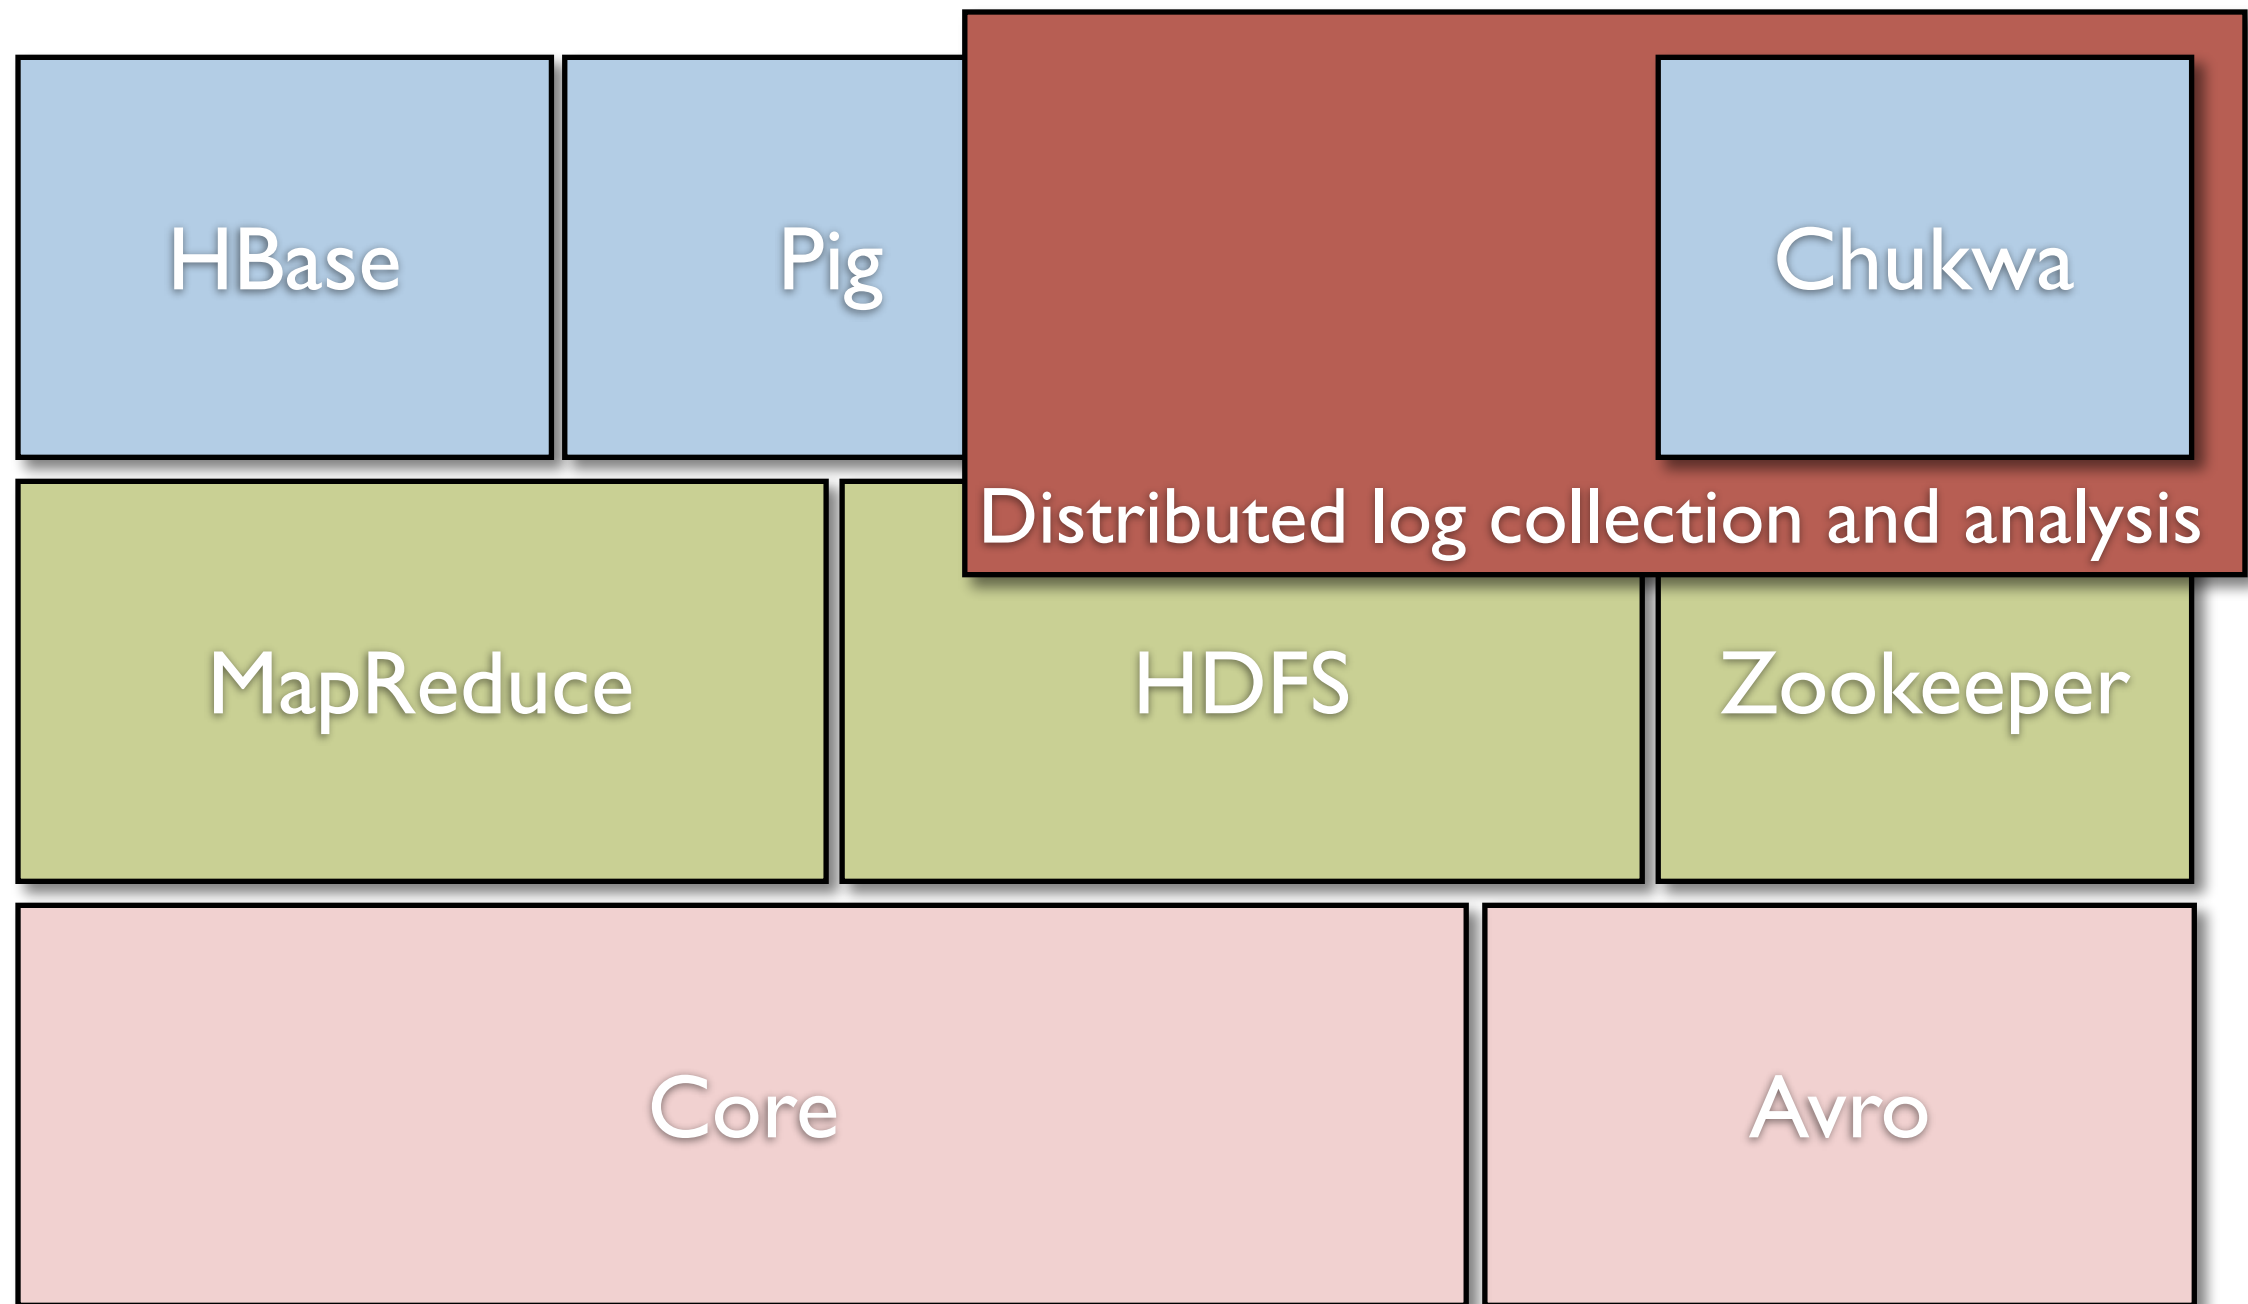 HBase
Pig
Chukwa
Distributed log collection and analysis
MapReduce
HDFS
Zookeeper
Core
Avro